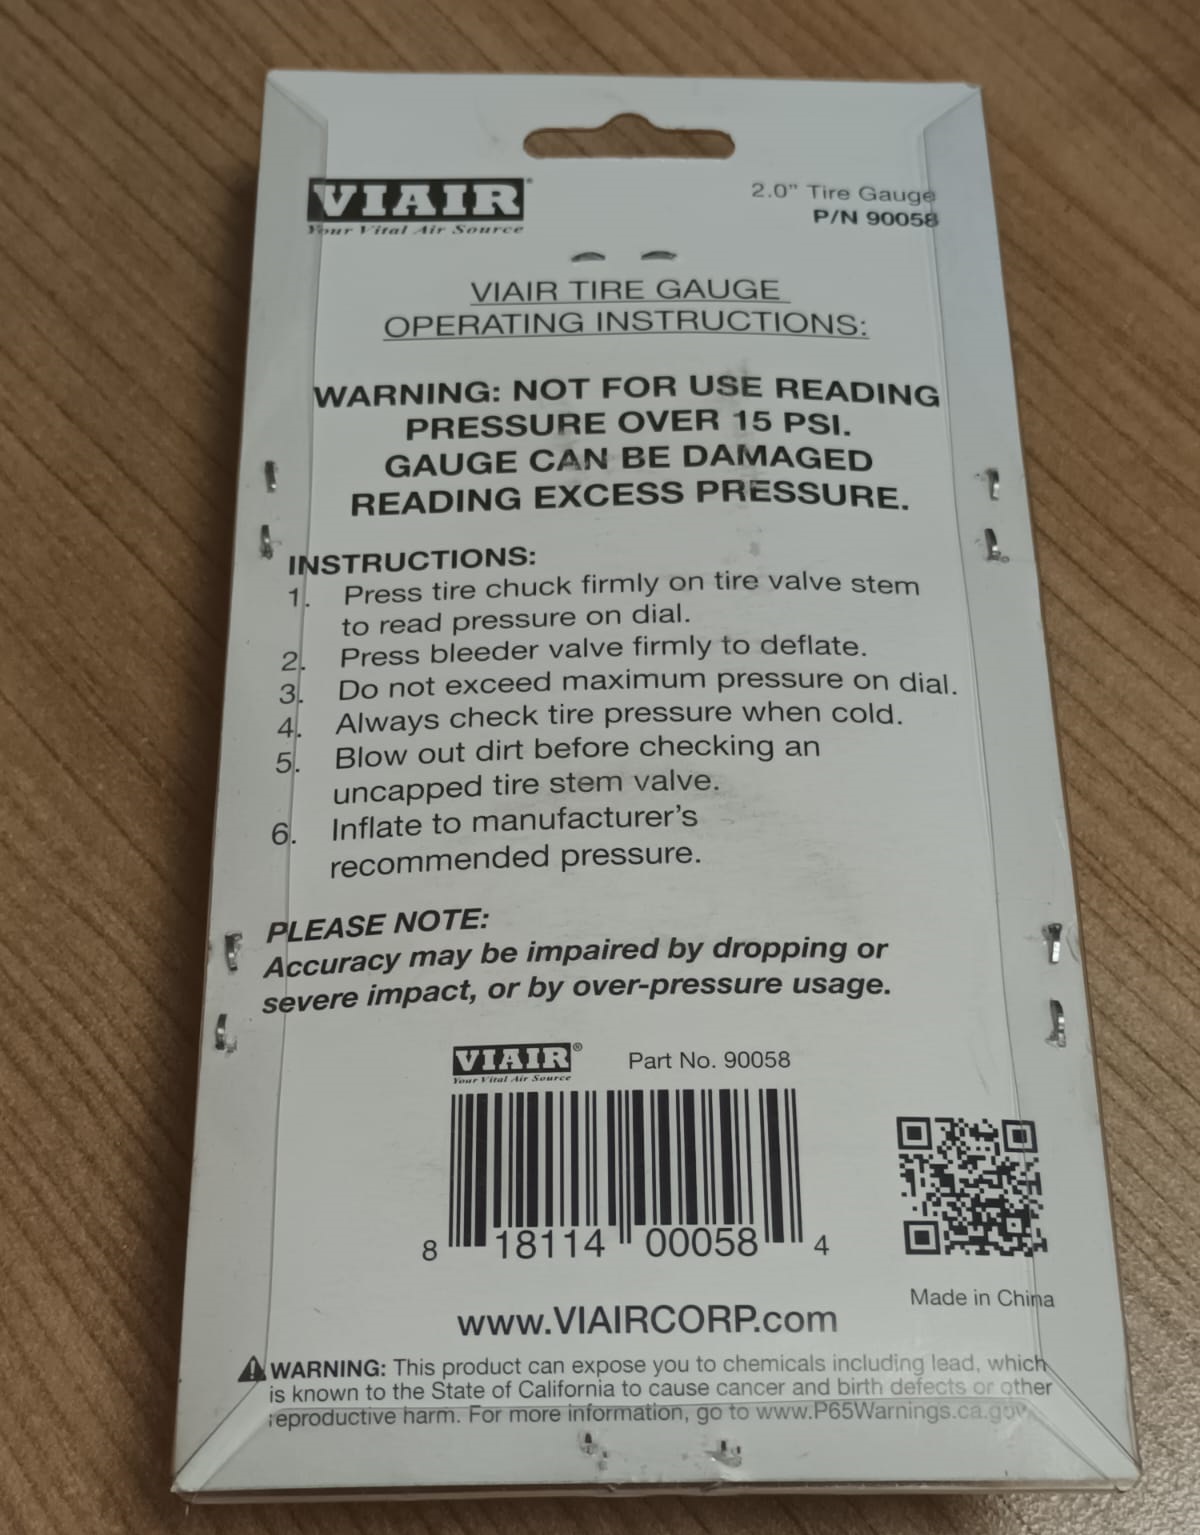 VIAIR®
Your Vital Air Source
2.0" Tire Gauge
P/N 90058
VIAIR TIRE GAUGE
OPERATING INSTRUCTIONS:
WARNING: NOT FOR USE READING
PRESSURE OVER 15 PSI.
GAUGE CAN BE DAMAGED
READING EXCESS PRESSURE.
INSTRUCTIONS:
1. Press tire chuck firmly on tire valve stem
to read pressure on dial.
2. Press bleeder valve firmly to deflate.
3. Do not exceed maximum pressure on dial.
4. Always check tire pressure when cold.
5. Blow out dirt before checking an
uncapped tire stem valve.
6. Inflate to manufacturer's
recommended pressure.
PLEASE NOTE:
Accuracy may be impaired by dropping or
severe impact, or by over-pressure usage.
VIAIR®
Your Vital Air Source
Part No. 90058
8 18114 00058 4
Made in China
www.VIAIRCORP.com
WARNING: This product can expose you to chemicals including lead, which
is known to the State of California to cause cancer and birth defects or other
reproductive harm. For more information, go to www.P65Warnings.ca.gov